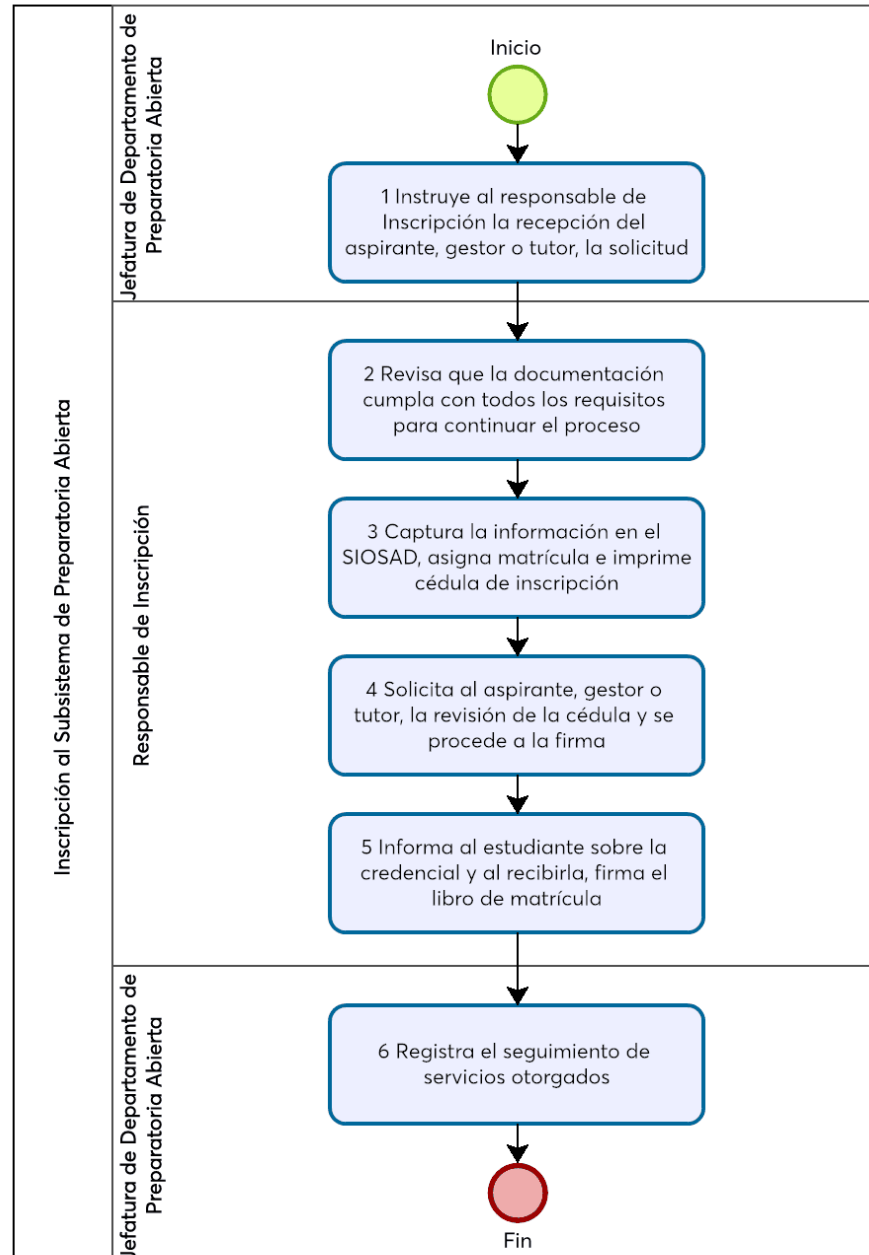 Inscripción al Subsistema de Preparatoria Abierta
Jefatura de Departamento de
Preparatoria Abierta
Inicio
1 Instruye al responsable de
Inscripción la recepción del
aspirante, gestor o tutor, la solicitud
Responsable de Inscripción
2 Revisa que la documentación
cumpla con todos los requisitos
para continuar el proceso
3 Captura la información en el
SIOSAD, asigna matrícula e imprime
cédula de inscripción
4 Solicita al aspirante, gestor o
tutor, la revisión de la cédula y se
procede a la firma
5 Informa al estudiante sobre la
credencial y al recibirla, firma el
libro de matrícula
Jefatura de Departamento de
Preparatoria Abierta
6 Registra el seguimiento de
servicios otorgados
Fin